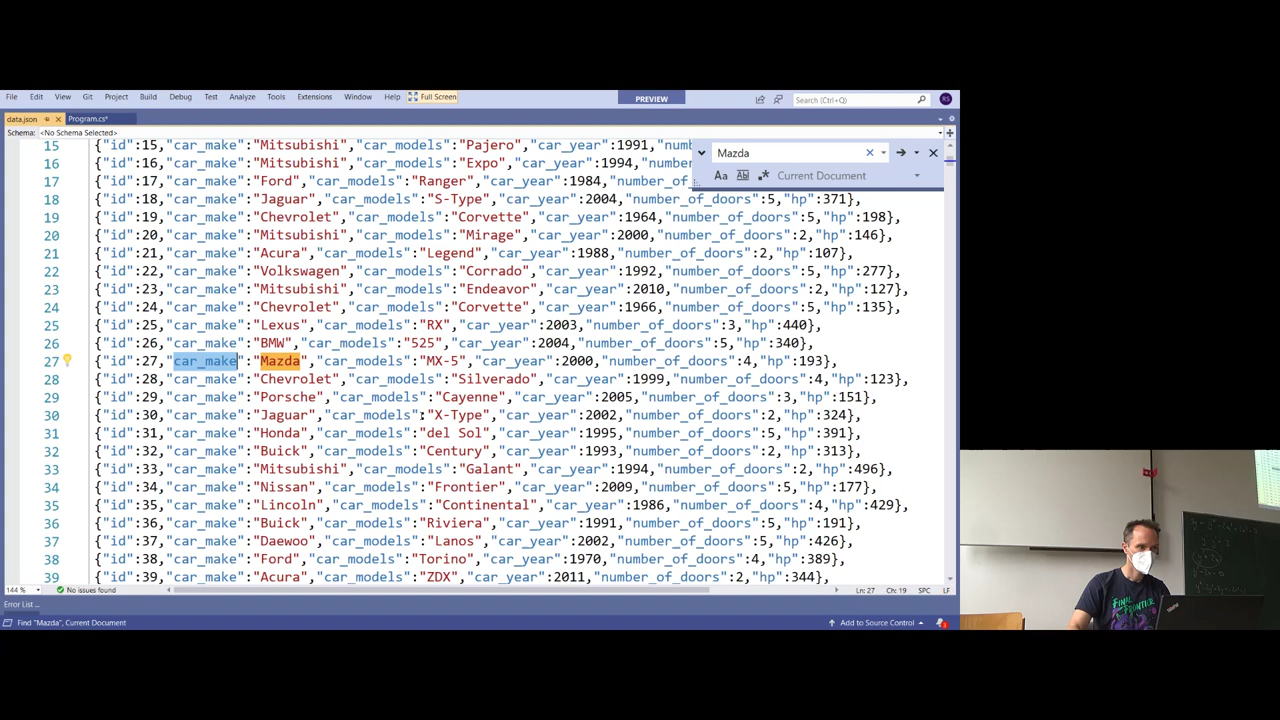 File Edit View Git Project Build Debug Test Analyze Tools Extensions Window Help Full Screen PREVIEW Search (Ctrl+Q) RS
data.json Program.cs*
Schema: <No Schema Selected>
Mazda
Aa Ab Current Document
15 {"id":15,"car_make":"Mitsubishi","car_models":"Pajero","car_year":1991,"num
16 {"id":16,"car_make":"Mitsubishi","car_models":"Expo","car_year":1994,"numbe
17 {"id":17,"car_make":"Ford","car_models":"Ranger","car_year":1984,"number_of_
18 {"id":18,"car_make":"Jaguar","car_models":"S-Type","car_year":2004,"number_of_doors":5,"hp":371},
19 {"id":19,"car_make":"Chevrolet","car_models":"Corvette","car_year":1964,"number_of_doors":5,"hp":198},
20 {"id":20,"car_make":"Mitsubishi","car_models":"Mirage","car_year":2000,"number_of_doors":2,"hp":146},
21 {"id":21,"car_make":"Acura","car_models":"Legend","car_year":1988,"number_of_doors":2,"hp":107},
22 {"id":22,"car_make":"Volkswagen","car_models":"Corrado","car_year":1992,"number_of_doors":5,"hp":277},
23 {"id":23,"car_make":"Mitsubishi","car_models":"Endeavor","car_year":2010,"number_of_doors":2,"hp":127},
24 {"id":24,"car_make":"Chevrolet","car_models":"Corvette","car_year":1966,"number_of_doors":5,"hp":135},
25 {"id":25,"car_make":"Lexus","car_models":"RX","car_year":2003,"number_of_doors":3,"hp":440},
26 {"id":26,"car_make":"BMW","car_models":"525","car_year":2004,"number_of_doors":5,"hp":340},
27 {"id":27,"car_make":"Mazda","car_models":"MX-5","car_year":2000,"number_of_doors":4,"hp":193},
28 {"id":28,"car_make":"Chevrolet","car_models":"Silverado","car_year":1999,"number_of_doors":4,"hp":123},
29 {"id":29,"car_make":"Porsche","car_models":"Cayenne","car_year":2005,"number_of_doors":3,"hp":151},
30 {"id":30,"car_make":"Jaguar","car_models":"X-Type","car_year":2002,"number_of_doors":2,"hp":324},
31 {"id":31,"car_make":"Honda","car_models":"del Sol","car_year":1995,"number_of_doors":5,"hp":391},
32 {"id":32,"car_make":"Buick","car_models":"Century","car_year":1993,"number_of_doors":2,"hp":313},
33 {"id":33,"car_make":"Mitsubishi","car_models":"Galant","car_year":1994,"number_of_doors":2,"hp":496},
34 {"id":34,"car_make":"Nissan","car_models":"Frontier","car_year":2009,"number_of_doors":5,"hp":177},
35 {"id":35,"car_make":"Lincoln","car_models":"Continental","car_year":1986,"number_of_doors":4,"hp":429},
36 {"id":36,"car_make":"Buick","car_models":"Riviera","car_year":1991,"number_of_doors":5,"hp":191},
37 {"id":37,"car_make":"Daewoo","car_models":"Lanos","car_year":2002,"number_of_doors":5,"hp":426},
38 {"id":38,"car_make":"Ford","car_models":"Torino","car_year":1970,"number_of_doors":4,"hp":389},
39 {"id":39,"car_make":"Acura","car_models":"ZDX","car_year":2011,"number_of_doors":2,"hp":344},
144 % No issues found Ln: 27 Ch: 19 SPC LF
Error List ...
Find "Mazda", Current Document Add to Source Control
FINAL
FRONTIER